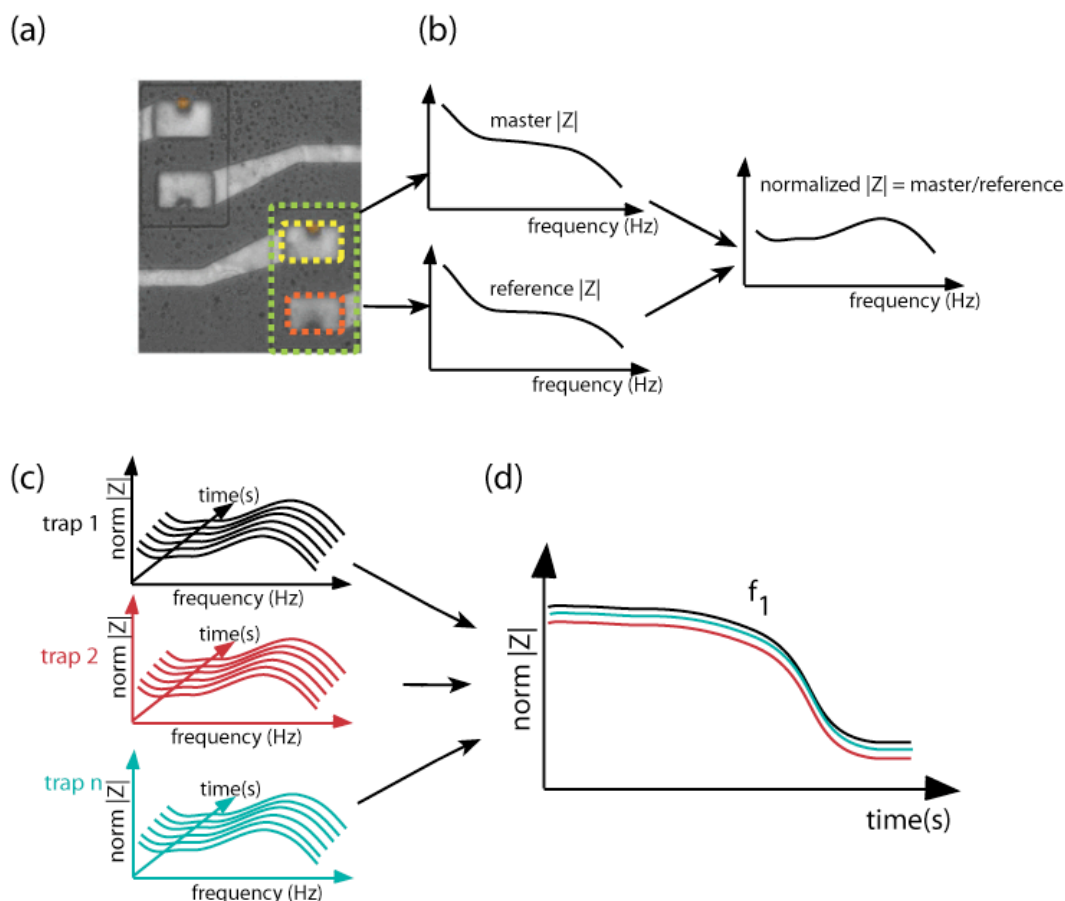 (a)
(b)
master |Z|
frequency (Hz)
normalized |Z| = master/reference
frequency (Hz)
reference |Z|
frequency (Hz)
(c)
trap 1
norm |Z|
time(s)
frequency (Hz)
trap 2
norm |Z|
time(s)
frequency (Hz)
trap n
norm |Z|
time(s)
frequency (Hz)
(d)
f1
norm |Z|
time(s)